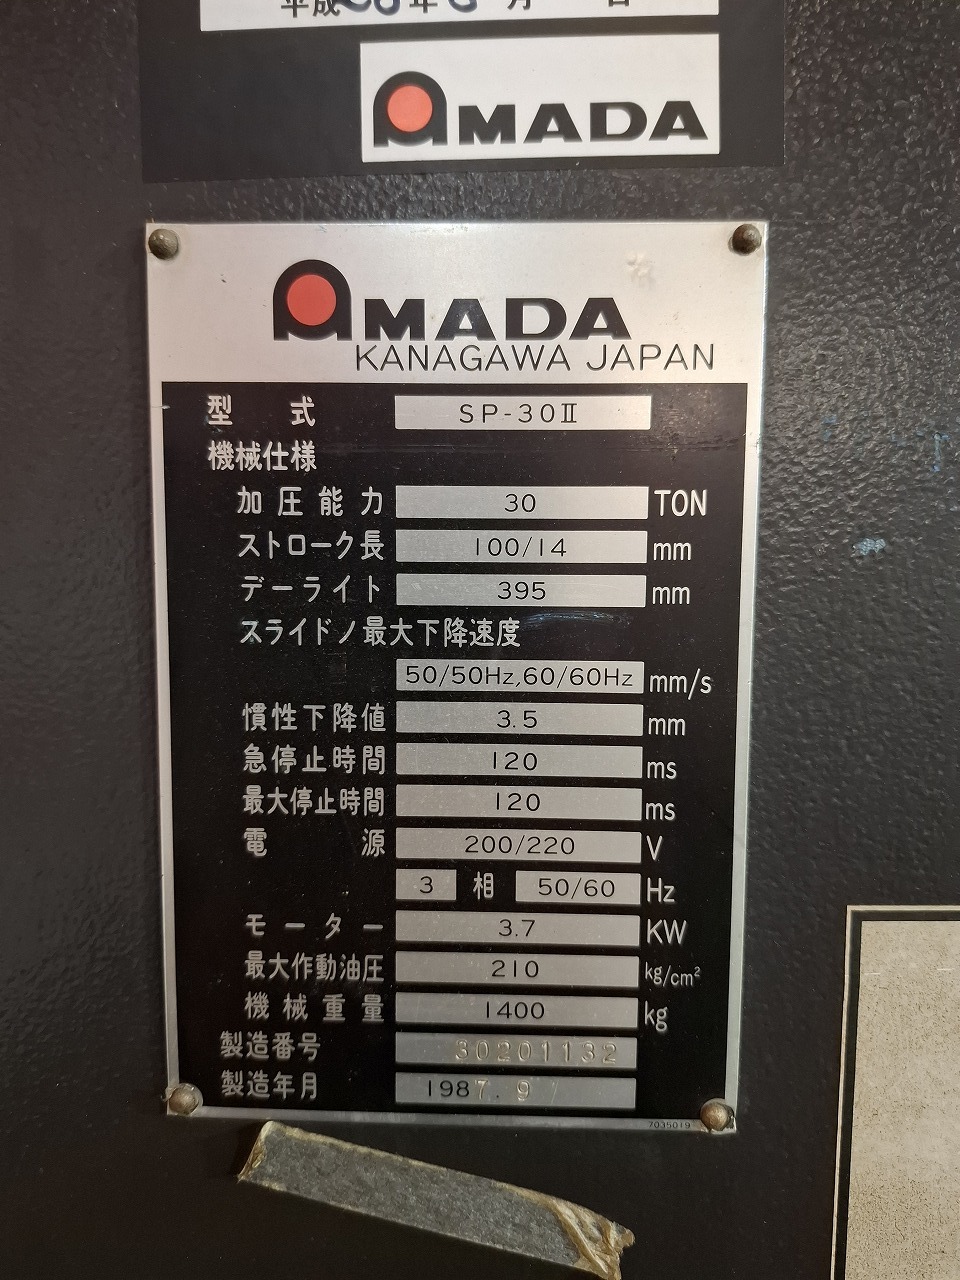 平成 年 月 日
AMADA
AMADA
KANAGAWA JAPAN
型式 SP-30Ⅱ
機械仕様
加圧能力 30 TON
ストローク長 100/14 mm
デーライト 395 mm
スライドノ最大下降速度
50/50Hz,60/60Hz mm/s
慣性下降値 3.5 mm
急停止時間 120 ms
最大停止時間 120 ms
電源 200/220 V
3 相 50/60 Hz
モーター 3.7 KW
最大作動油圧 210 kg/cm²
機械重量 1400 kg
製造番号 30201132
製造年月 1987.9
7035019